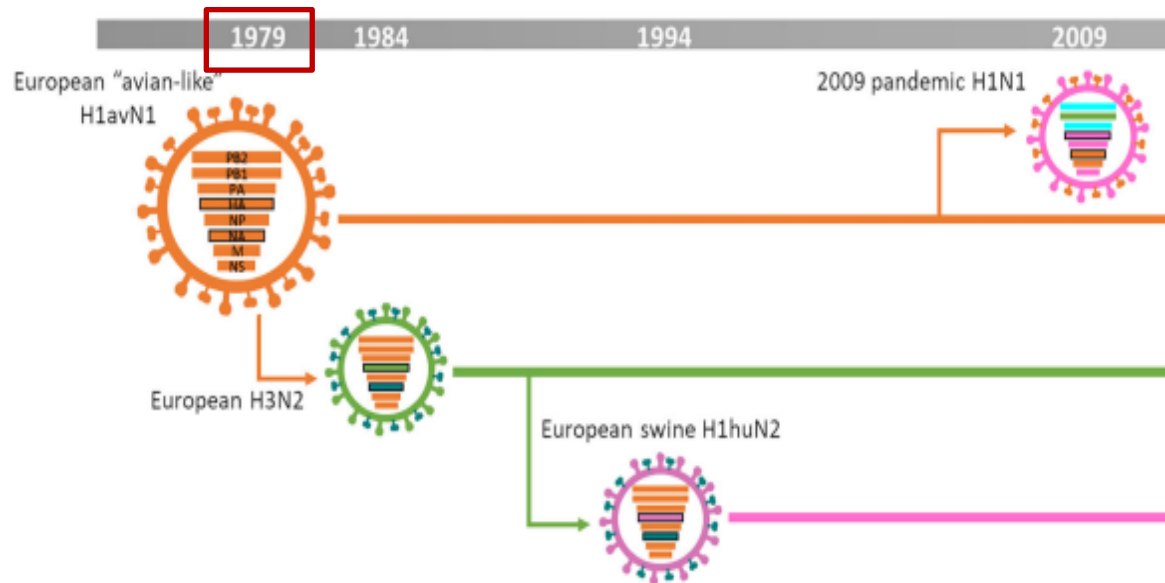 1979 1984 1994 2009
European “avian-like”
H1avN1
2009 pandemic H1N1
PB2
PB1
PA
HA
NP
NA
M
NS
European H3N2
European swine H1huN2